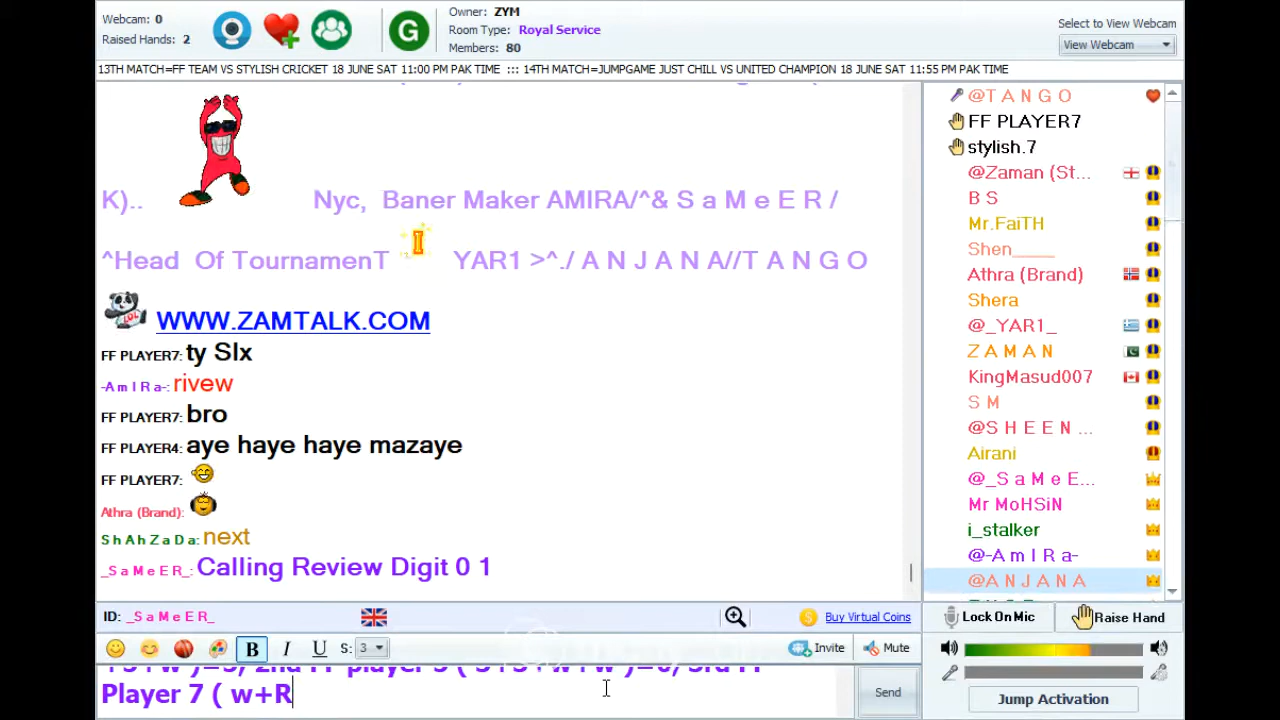 Webcam: 0
Raised Hands: 2
G
Owner: ZYM
Room Type: Royal Service
Members: 80
Select to View Webcam
View Webcam
13TH MATCH=FF TEAM VS STYLISH CRICKET 18 JUNE SAT 11:00 PM PAK TIME ::: 14TH MATCH=JUMPGAME JUST CHILL VS UNITED CHAMPION 18 JUNE SAT 11:55 PM PAK TIME
K).. Nyc, Baner Maker AMIRA/^& S a M e E R /
^Head Of TournamenT I YAR1 >^./ A N J A N A//T A N G O
LOL WWW.ZAMTALK.COM
FF PLAYER7: ty SIx
-A m I R a-: rivew
FF PLAYER7: bro
FF PLAYER4: aye haye haye mazaye
FF PLAYER7:
Athra (Brand):
S h A h Z a D a: next
_S a M e E R_: Calling Review Digit 0 1
@T A N G O
FF PLAYER7
stylish.7
@Zaman (St...
B S
Mr.FaiTH
Shen____
Athra (Brand)
Shera
@_YAR1_
Z A M A N
KingMasud007
S M
@S H E E N ...
Airani
@_S a M e E...
Mr MoHSiN
i_stalker
@-A m I R a-
@A N J A N A
ID: _S a M e E R_
Buy Virtual Coins
Lock On Mic
Raise Hand
B I U S: 3
Invite
Mute
Player 7 ( w+R
Send
Jump Activation